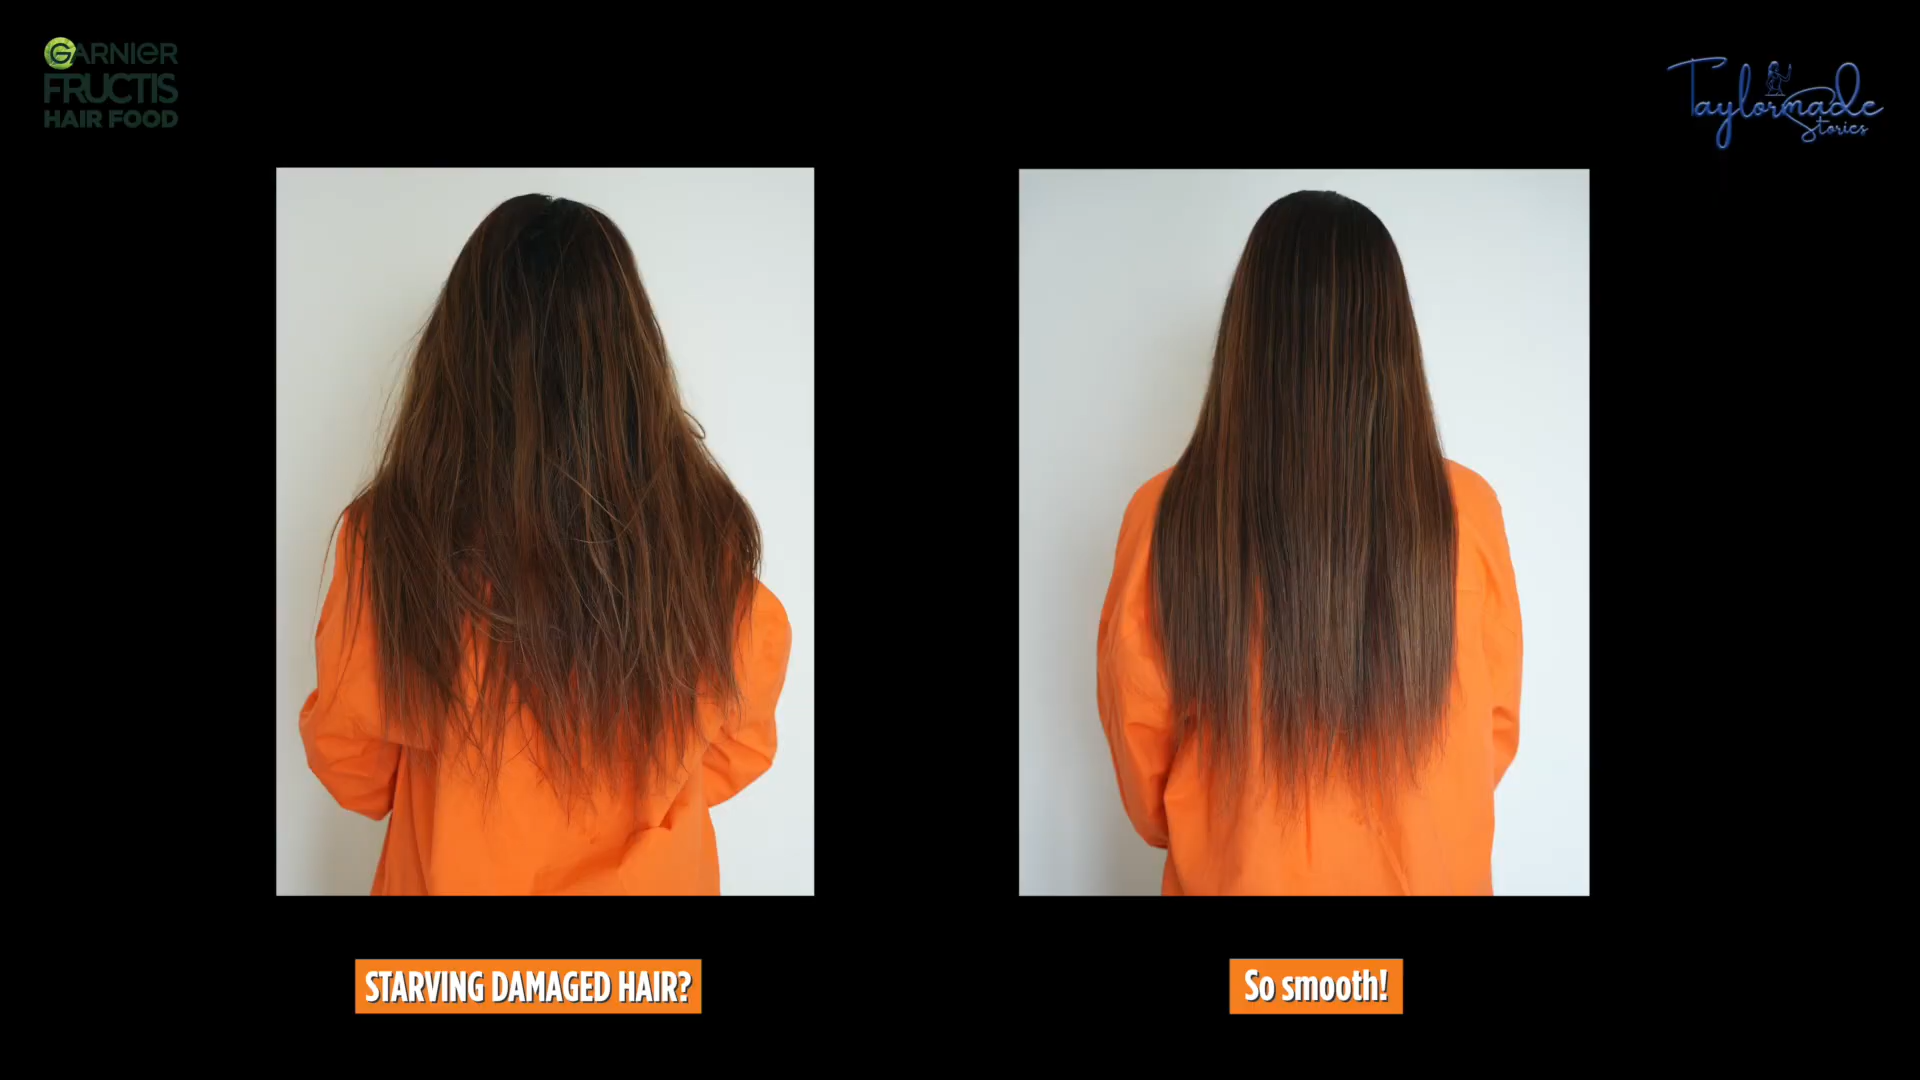 GARNIER
FRUCTIS
HAIR FOOD
Taylormade
Stories
STARVING DAMAGED HAIR?
So smooth!